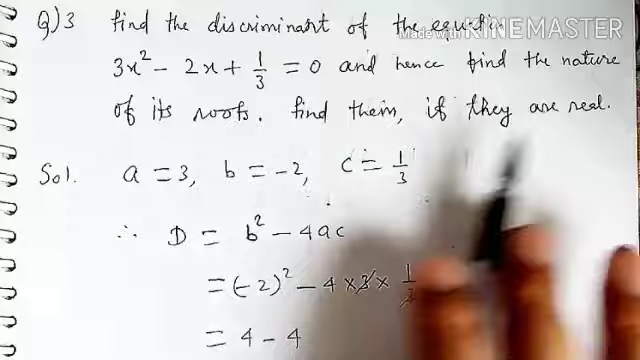 Q)3 find the discriminant of the equation
Made with KINEMASTER
3x² - 2x + 1/3 = 0 and hence find the nature
of its roots. find them, if they are real.
Sol. a = 3, b = -2, c = 1/3
∴ D = b² - 4ac
= (-2)² - 4 × 3 × 1/3
= 4 - 4